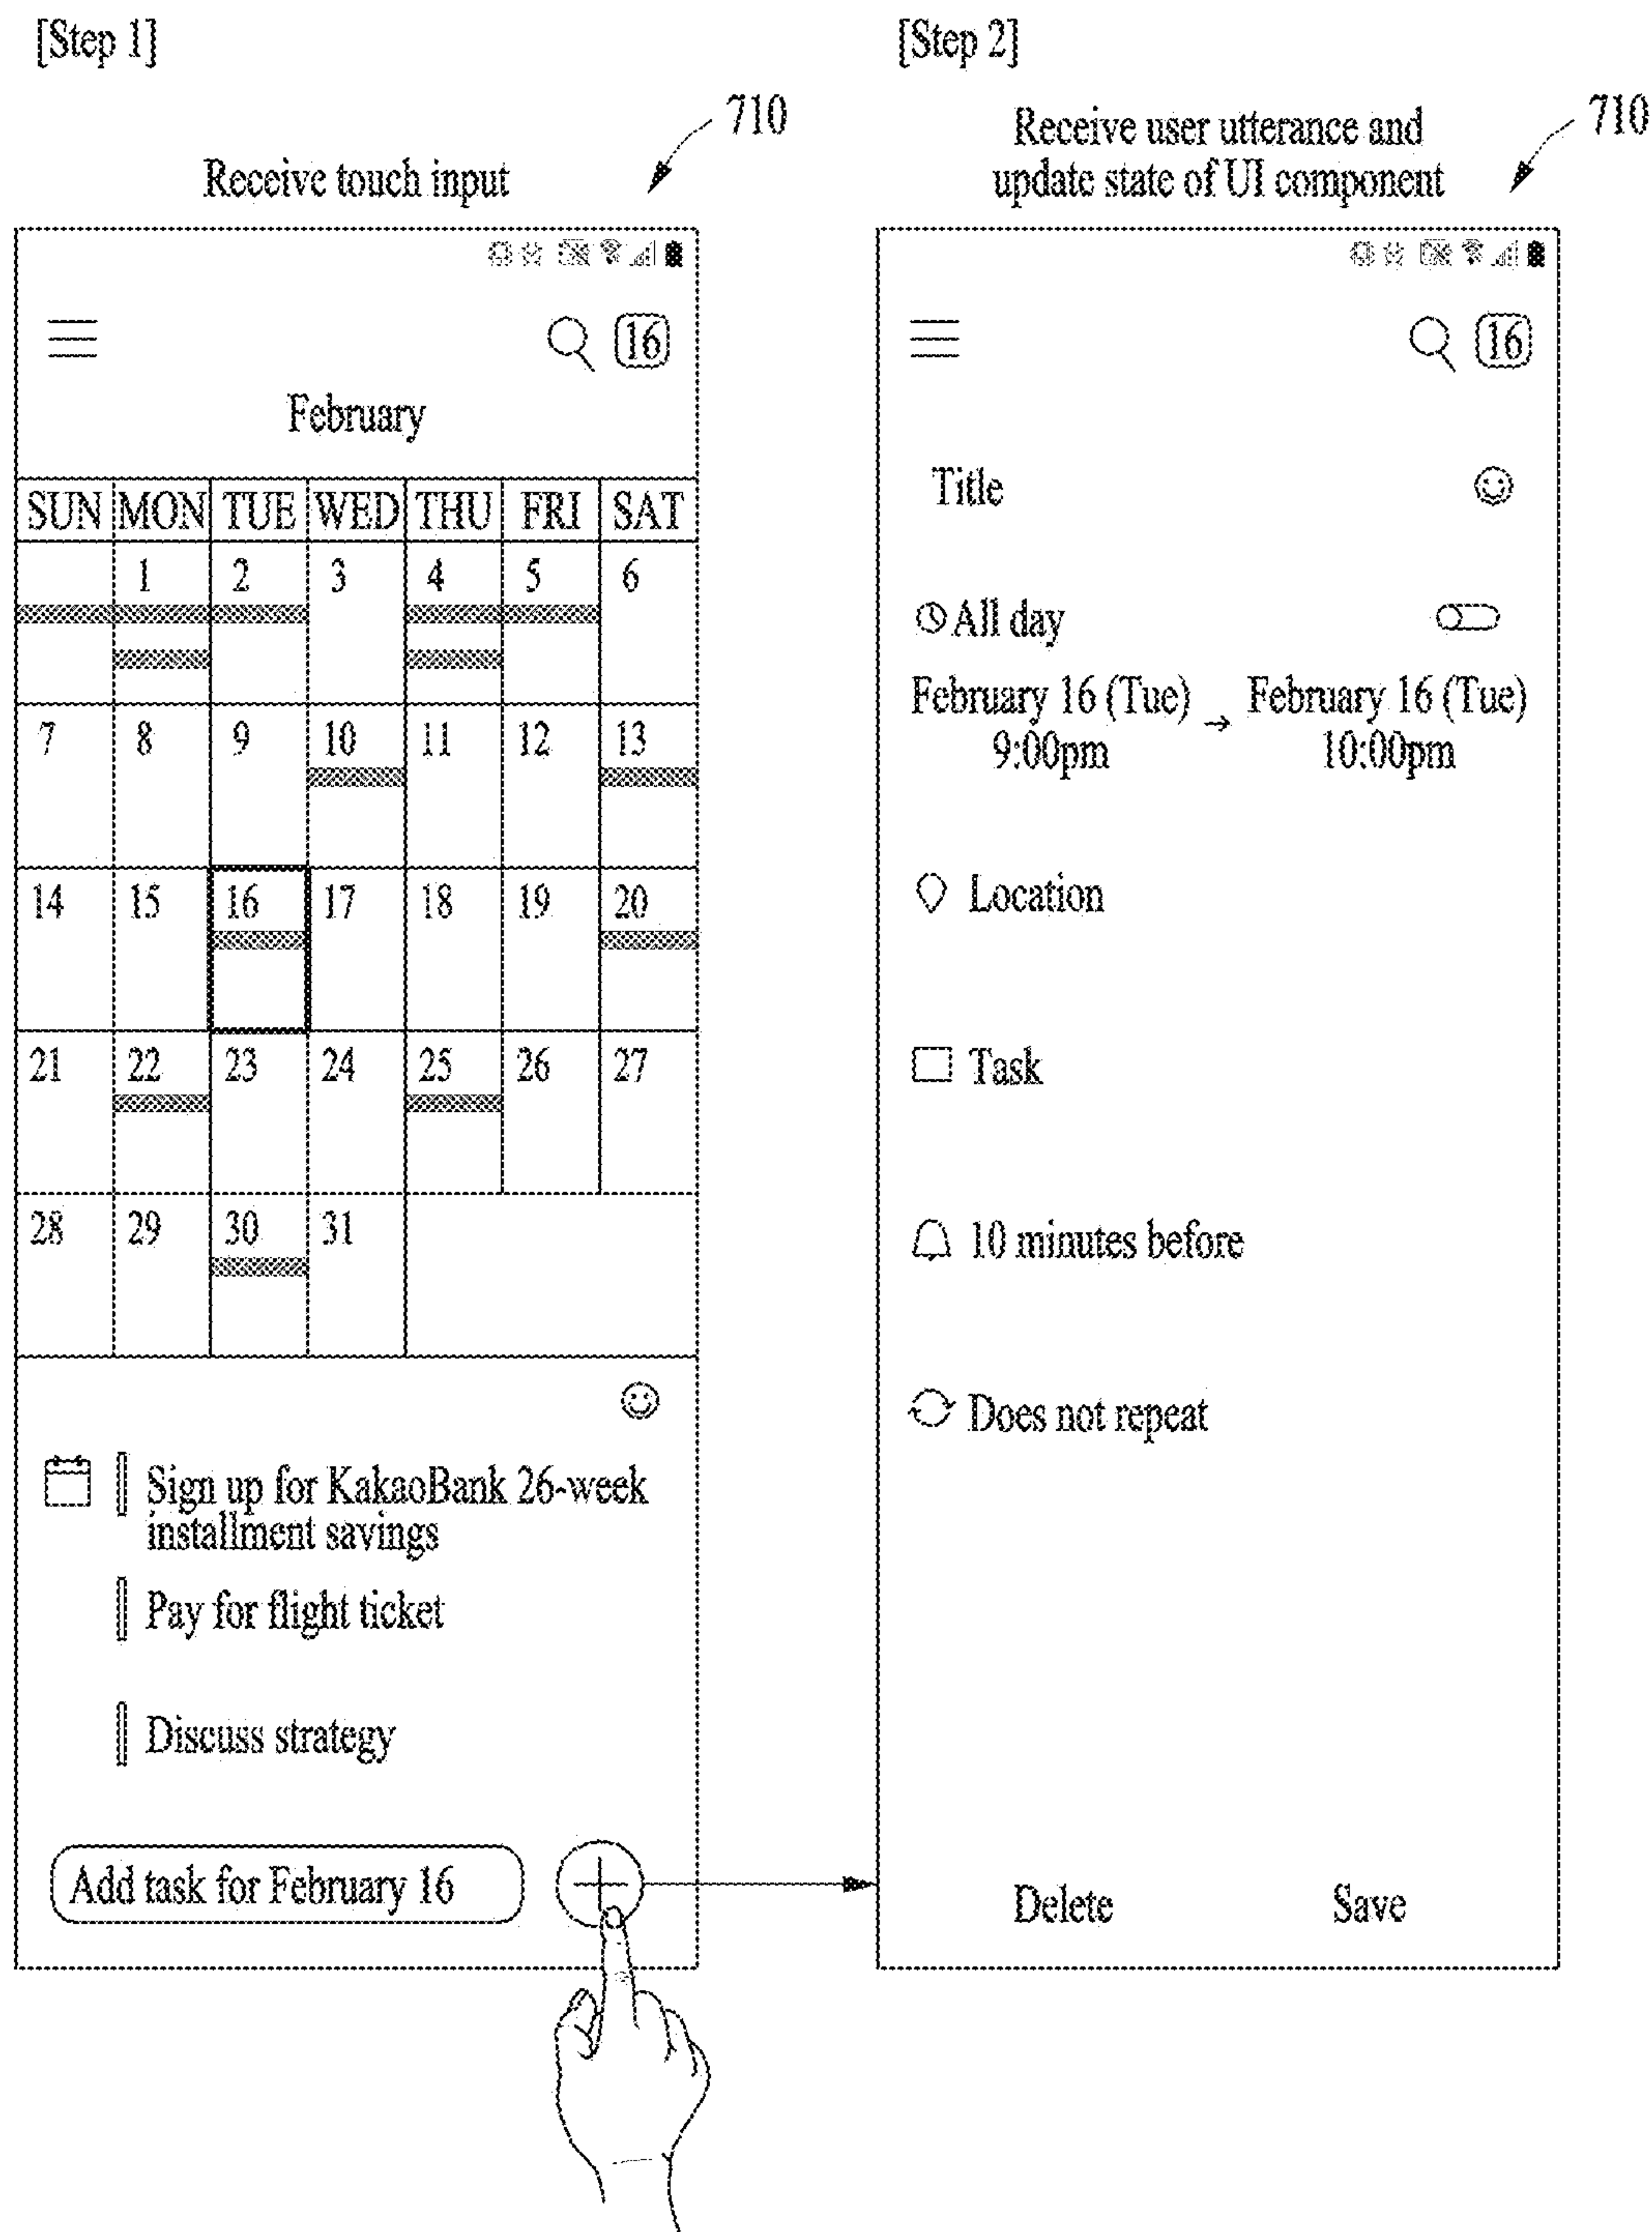 [Step 1]
710
Receive touch input
16
February
SUN MON TUE WED THU FRI SAT
1 2 3 4 5 6
7 8 9 10 11 12 13
14 15 16 17 18 19 20
21 22 23 24 25 26 27
28 29 30 31
Sign up for KakaoBank 26-week
installment savings
Pay for flight ticket
Discuss strategy
Add task for February 16
[Step 2]
710
Receive user utterance and
update state of UI component
16
Title
All day
February 16 (Tue) → February 16 (Tue)
9:00pm 10:00pm
Location
Task
10 minutes before
Does not repeat
Delete Save